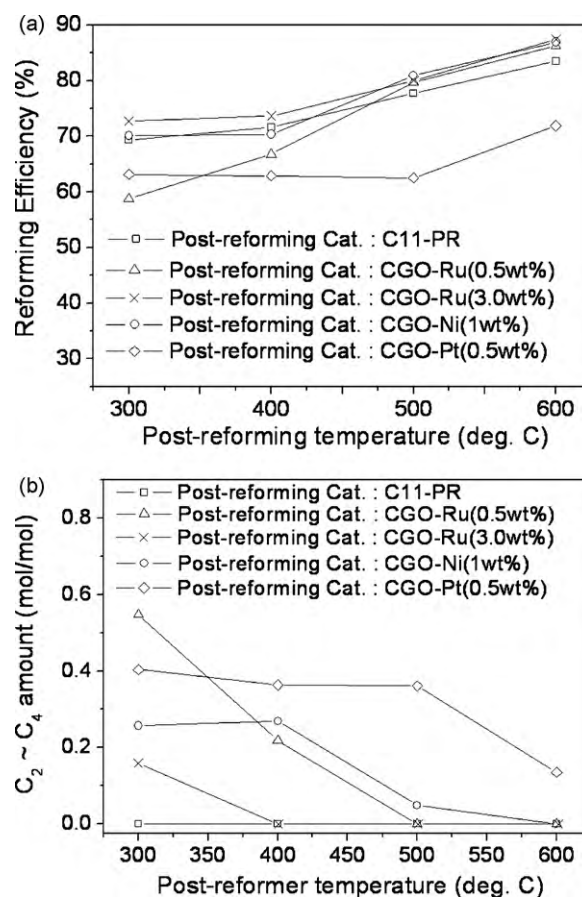 (a)
90
80
70
60
50
40
30
Reforming Efficiency (%)
Post-reforming Cat. : C11-PR
Post-reforming Cat. : CGO-Ru(0.5wt%)
Post-reforming Cat. : CGO-Ru(3.0wt%)
Post-reforming Cat. : CGO-Ni(1wt%)
Post-reforming Cat. : CGO-Pt(0.5wt%)
300 400 500 600
Post-reforming temperature (deg. C)
(b)
Post-reforming Cat. : C11-PR
Post-reforming Cat. : CGO-Ru(0.5wt%)
Post-reforming Cat. : CGO-Ru(3.0wt%)
Post-reforming Cat. : CGO-Ni(1wt%)
Post-reforming Cat. : CGO-Pt(0.5wt%)
0.8
0.6
0.4
0.2
0.0
C₂ ~ C₄ amount (mol/mol)
300 350 400 450 500 550 600
Post-reformer temperature (deg. C)